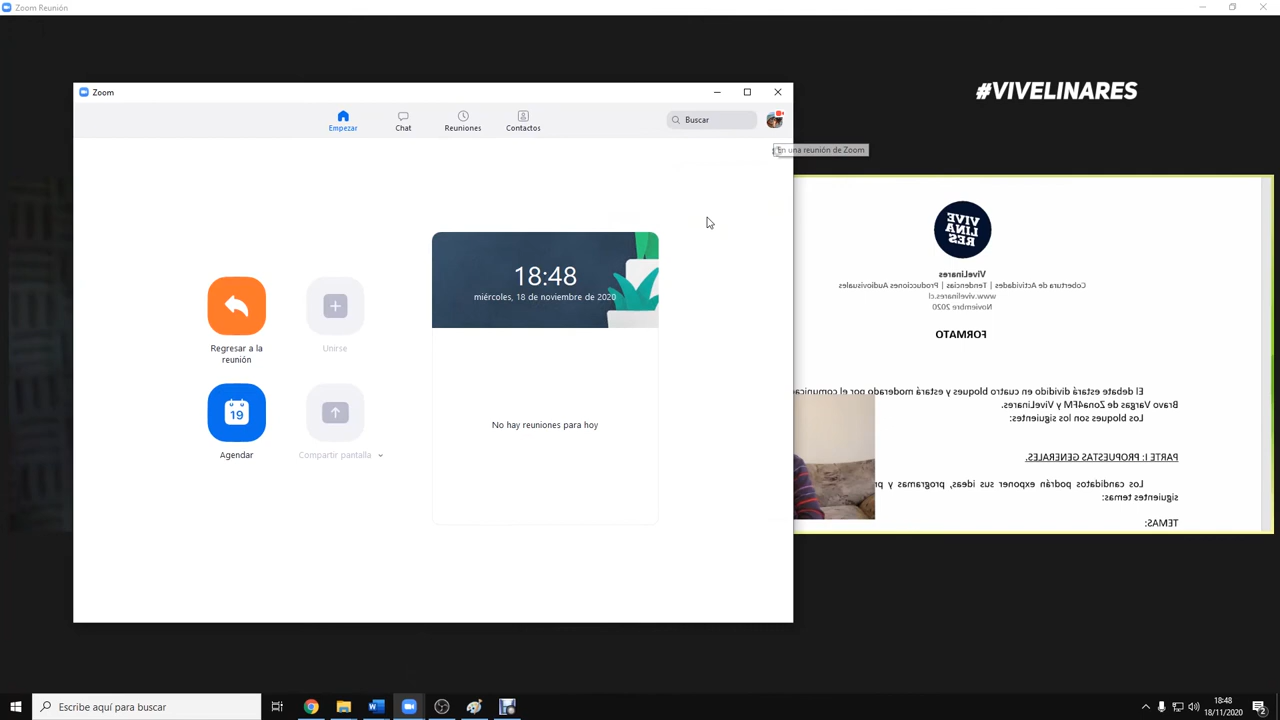 Zoom Reunión
#VIVELINARES
Zoom
Empezar
Chat
Reuniones
Contactos
Buscar
En una reunión de Zoom
18:48
miércoles, 18 de noviembre de 2020
Regresar a la
reunión
Unirse
19
Agendar
Compartir pantalla
No hay reuniones para hoy
VIVE
LINA
RES
ViveLinares
Cobertura de Actividades | Tendencias | Producciones Audiovisuales
www.vivelinares.cl
Noviembre 2020
FORMATO
El debate estará dividido en cuatro bloques y estará moderado por el
Bravo Vargas de Zona4FM y ViveLinares.
Los bloques son los siguientes:
PARTE I: PROPUESTAS GENERALES.
Los candidatos podrán exponer sus ideas, programas y
siguientes temas:
TEMAS:
Escribe aquí para buscar
18:48
18/11/2020
2